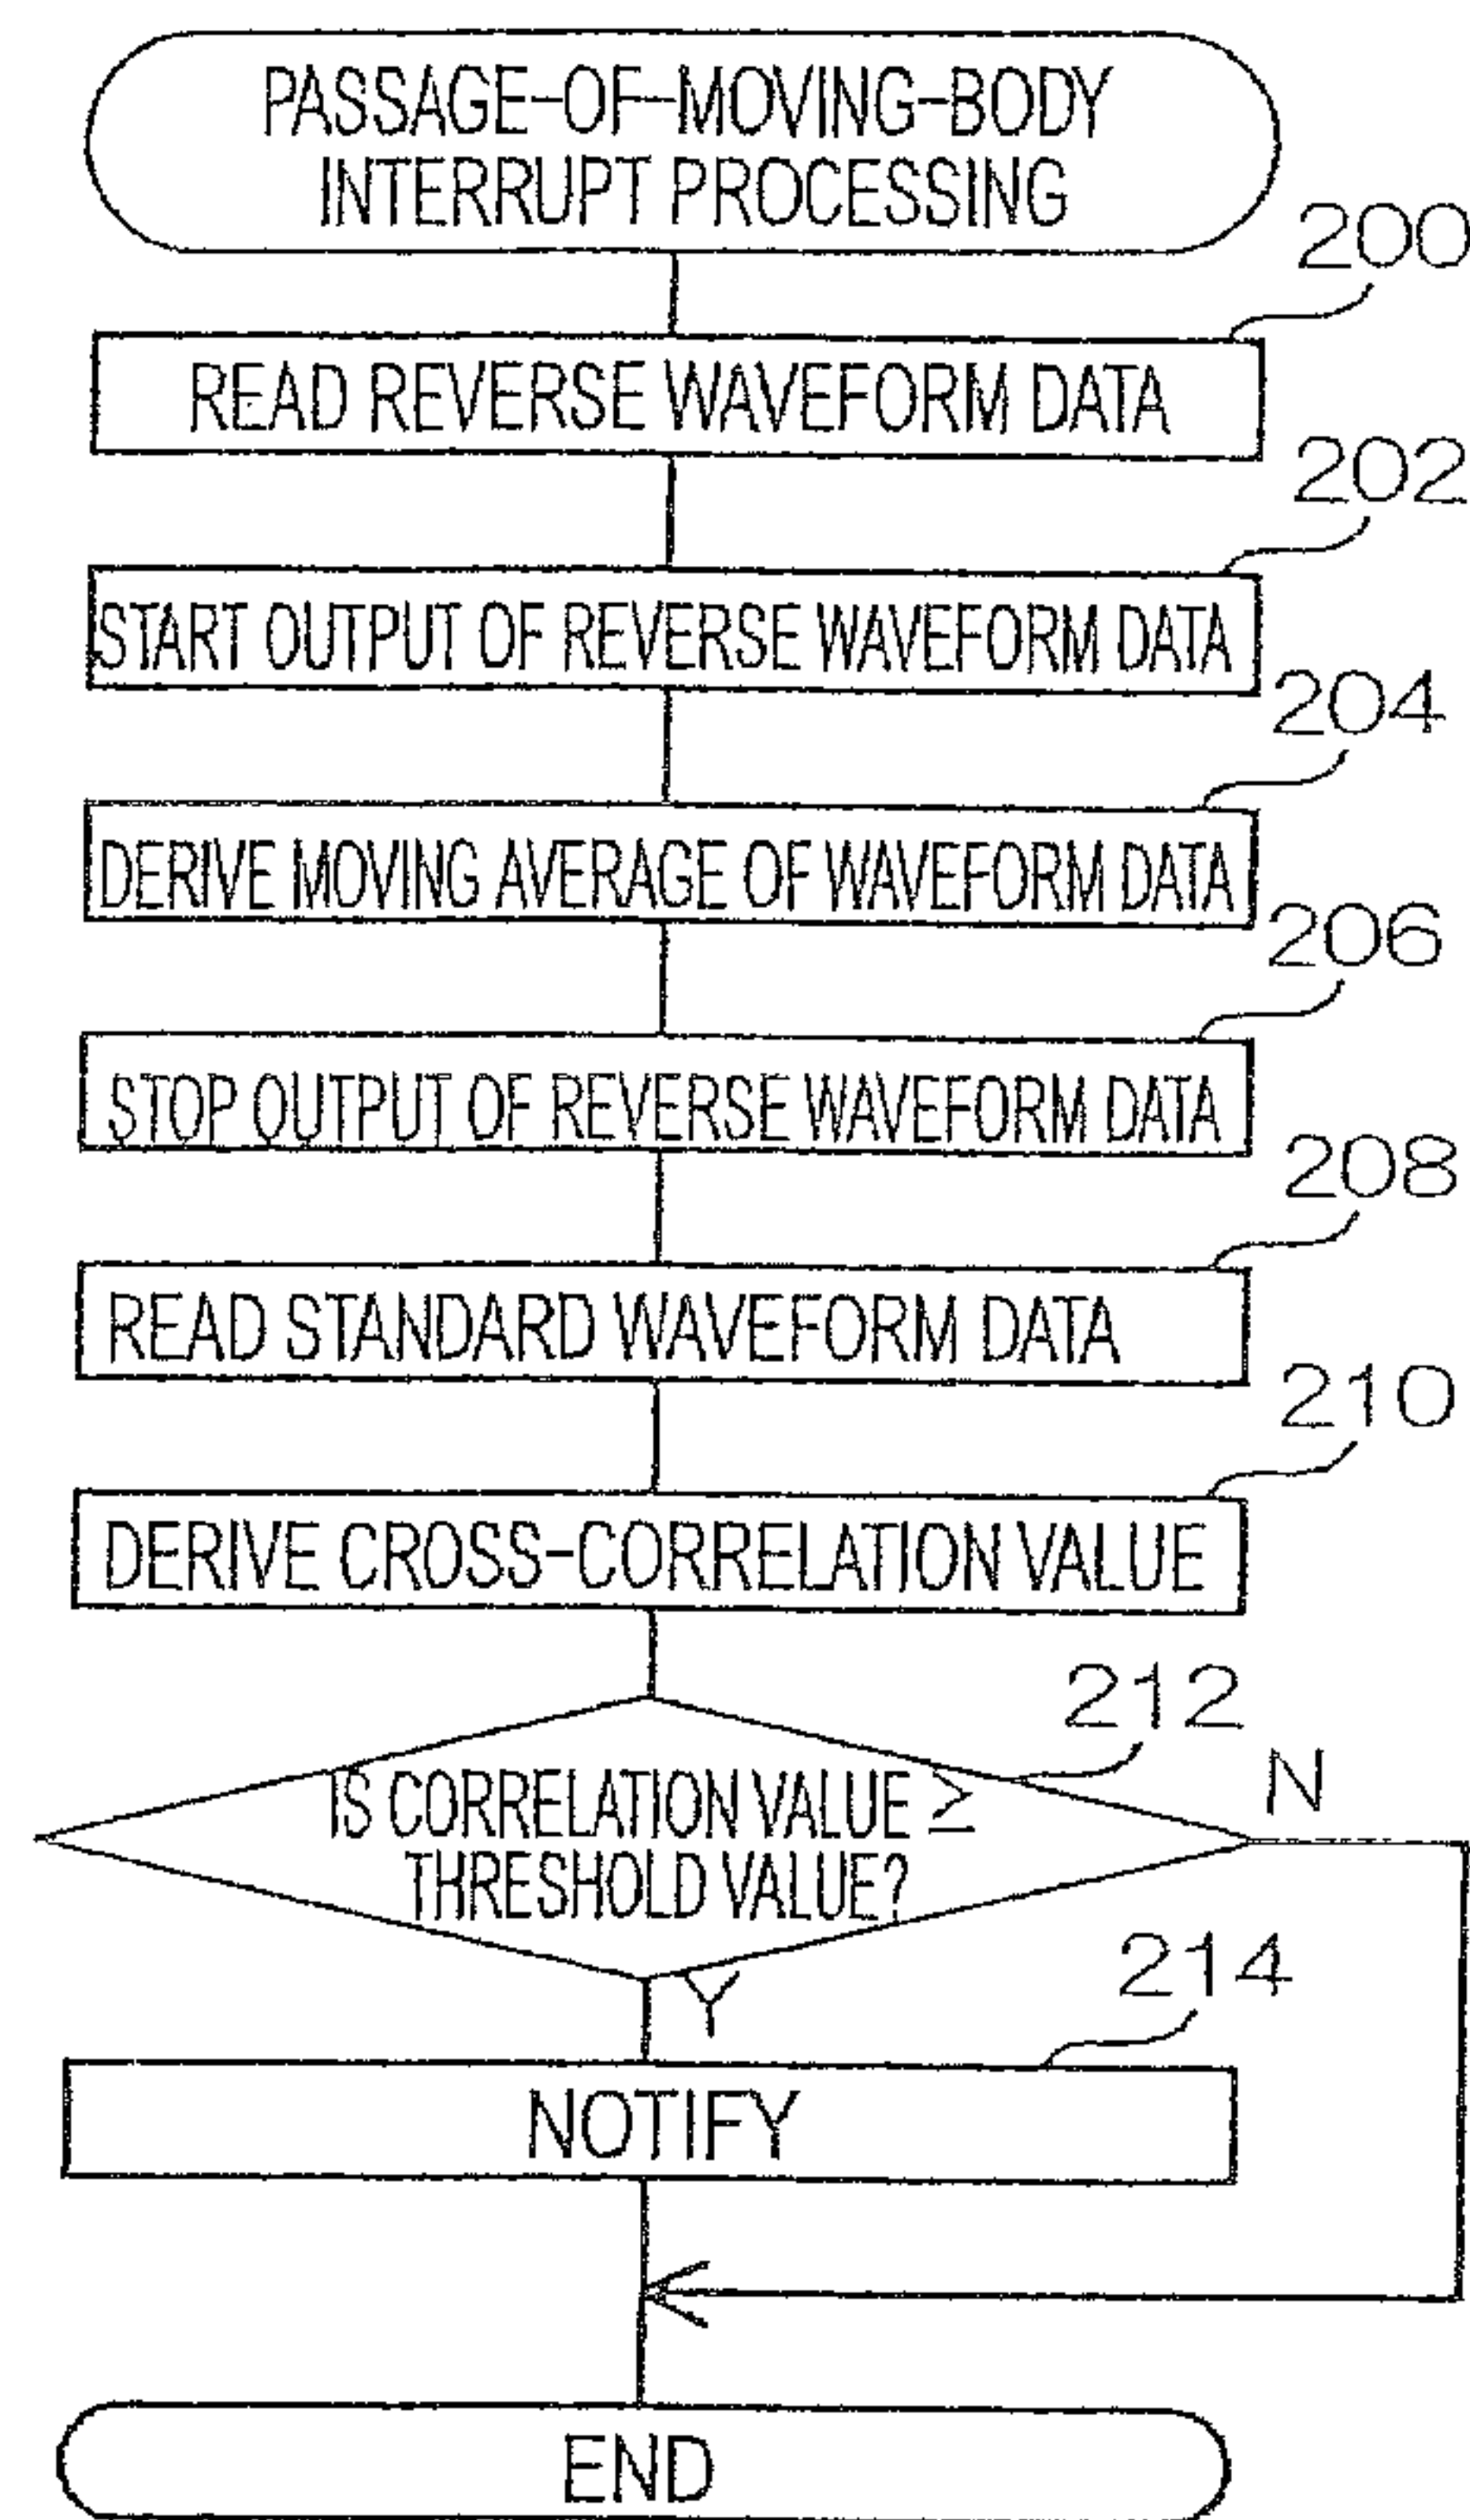 PASSAGE-OF-MOVING-BODY
INTERRUPT PROCESSING
200
READ REVERSE WAVEFORM DATA
202
START OUTPUT OF REVERSE WAVEFORM DATA
204
DERIVE MOVING AVERAGE OF WAVEFORM DATA
206
STOP OUTPUT OF REVERSE WAVEFORM DATA
208
READ STANDARD WAVEFORM DATA
210
DERIVE CROSS-CORRELATION VALUE
212
IS CORRELATION VALUE ≥
THRESHOLD VALUE?
N
Y
214
NOTIFY
END